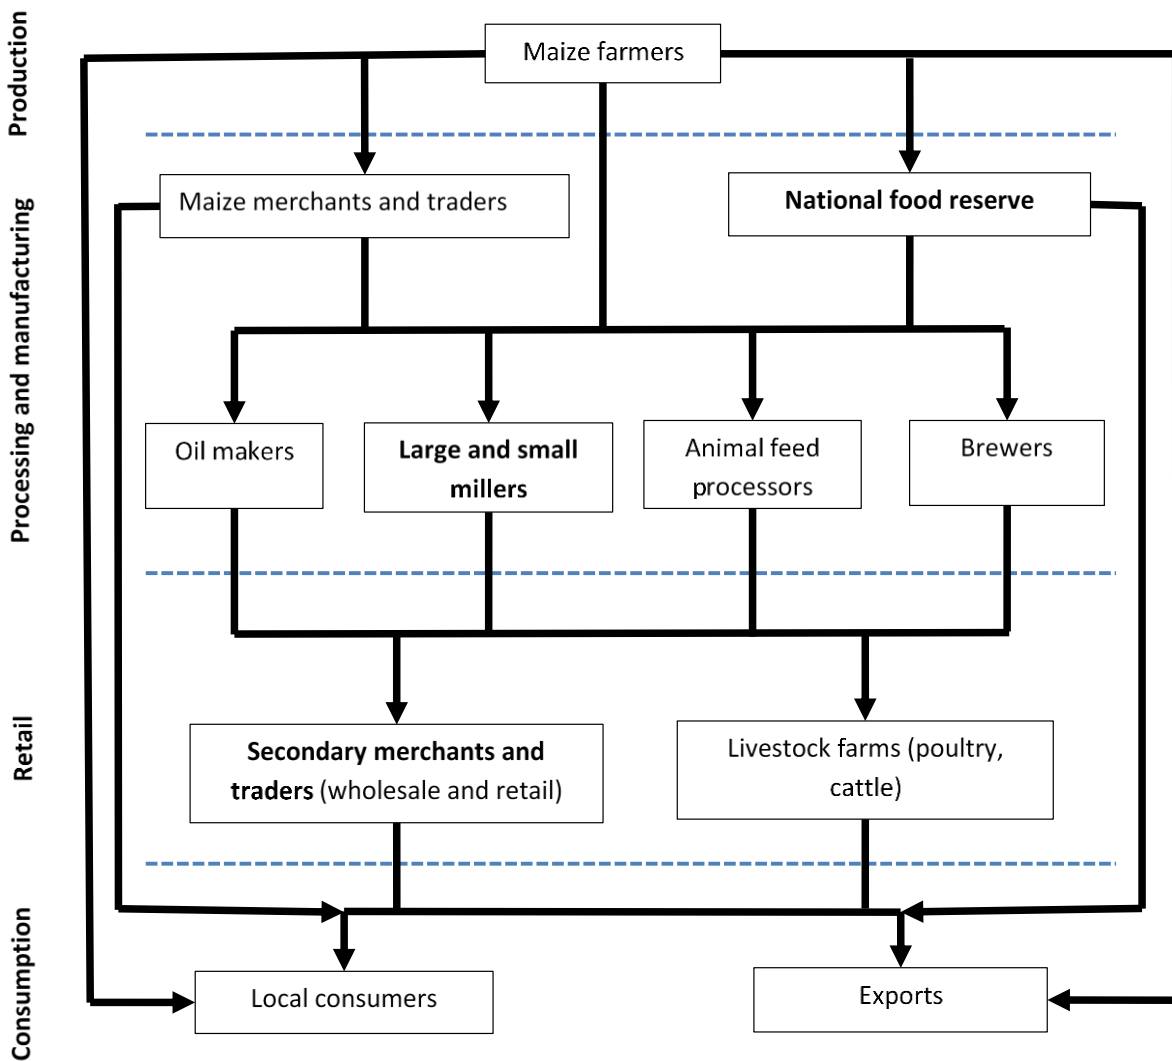 Production
Maize farmers
Processing and manufacturing
Maize merchants and traders
National food reserve
Oil makers
Large and small
millers
Animal feed
processors
Brewers
Retail
Secondary merchants and
traders (wholesale and retail)
Livestock farms (poultry,
cattle)
Consumption
Local consumers
Exports